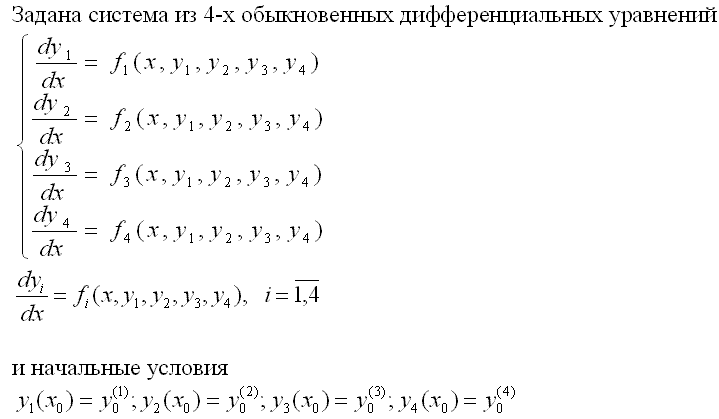 Задана система из 4-х обыкновенных дифференциальных уравнений
dy₁/dx = f₁(x, y₁, y₂, y₃, y₄)
dy₂/dx = f₂(x, y₁, y₂, y₃, y₄)
dy₃/dx = f₃(x, y₁, y₂, y₃, y₄)
dy₄/dx = f₄(x, y₁, y₂, y₃, y₄)
dyᵢ/dx = fᵢ(x, y₁, y₂, y₃, y₄), i = 1,4
и начальные условия
y₁(x₀) = y₀⁽¹⁾; y₂(x₀) = y₀⁽²⁾; y₃(x₀) = y₀⁽³⁾; y₄(x₀) = y₀⁽⁴⁾